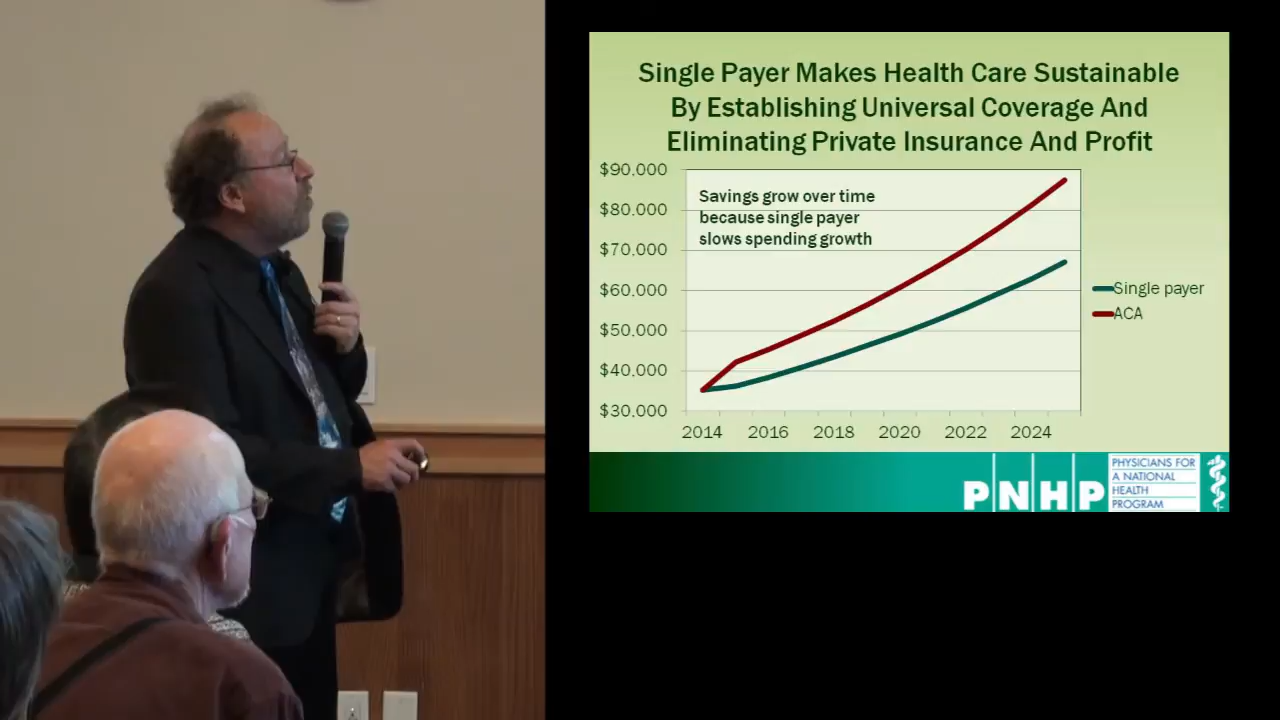 Single Payer Makes Health Care Sustainable
By Establishing Universal Coverage And
Eliminating Private Insurance And Profit
$90.000
Savings grow over time
because single payer
slows spending growth
$80.000
$70.000
$60.000
$50.000
$40.000
$30.000
Single payer
ACA
2014 2016 2018 2020 2022 2024
PNHP
PHYSICIANS FOR
A NATIONAL
HEALTH
PROGRAM